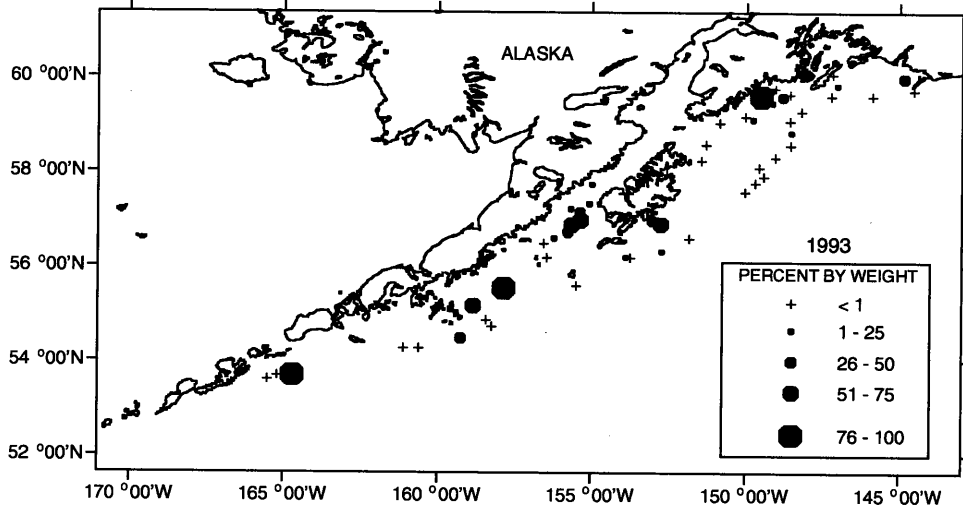 ALASKA
60 °00'N
58 °00'N
56 °00'N
54 °00'N
52 °00'N
1993
PERCENT BY WEIGHT
+ < 1
1 - 25
26 - 50
51 - 75
76 - 100
170 °00'W 165 °00'W 160 °00'W 155 °00'W 150 °00'W 145 °00'W